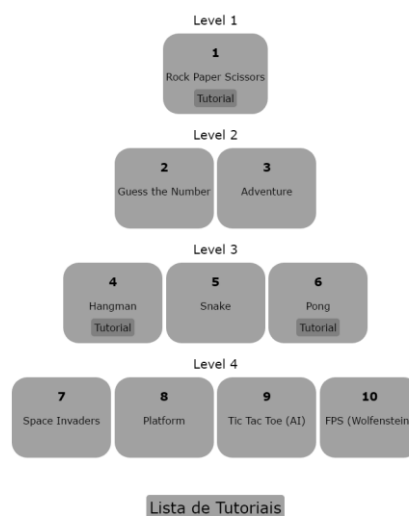 Level 1
1
Rock Paper Scissors
Tutorial
Level 2
2
Guess the Number
3
Adventure
Level 3
4
Hangman
Tutorial
5
Snake
6
Pong
Tutorial
Level 4
7
Space Invaders
8
Platform
9
Tic Tac Toe (AI)
10
FPS (Wolfenstein
Lista de Tutoriais